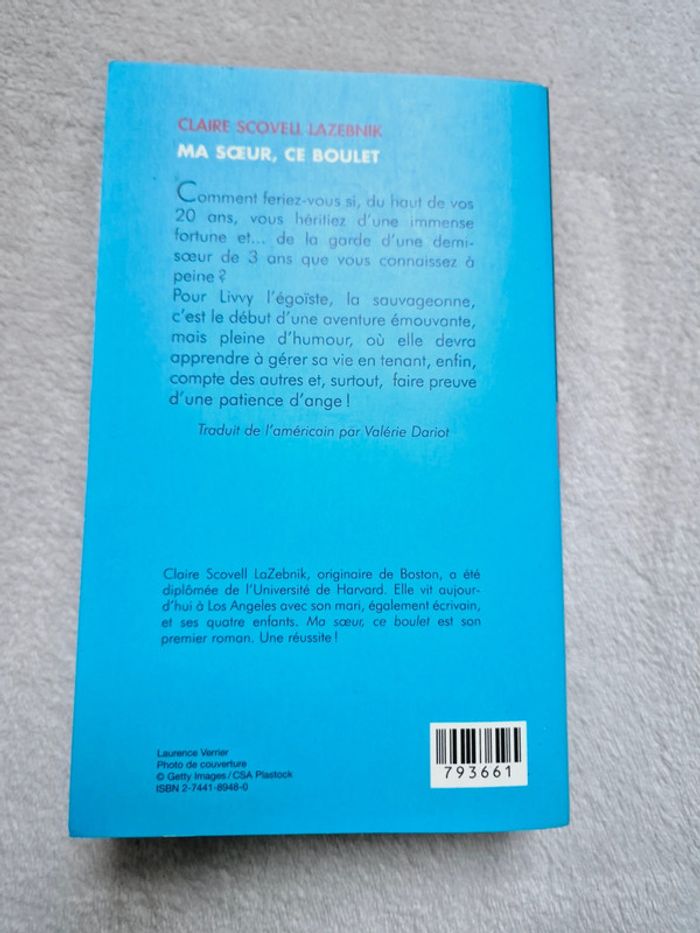 CLAIRE SCOVELL LAZEBNIK
MA SŒUR, CE BOULET
Comment feriez-vous si, du haut de vos
20 ans, vous héritiez d'une immense
fortune et... de la garde d'une demi-
sœur de 3 ans que vous connaissez à
peine ?
Pour Livvy l'égoïste, la sauvageonne,
c'est le début d'une aventure émouvante,
mais pleine d'humour, où elle devra
apprendre à gérer sa vie en tenant, enfin,
compte des autres et, surtout, faire preuve
d'une patience d'ange !
Traduit de l'américain par Valérie Dariot
Claire Scovell LaZebnik, originaire de Boston, a été
diplômée de l'Université de Harvard. Elle vit aujour-
d'hui à Los Angeles avec son mari, également écrivain,
et ses quatre enfants. Ma sœur, ce boulet est son
premier roman. Une réussite !
Laurence Verrier
Photo de couverture
© Getty Images / CSA Plastock
ISBN 2-7441-8948-0
793661